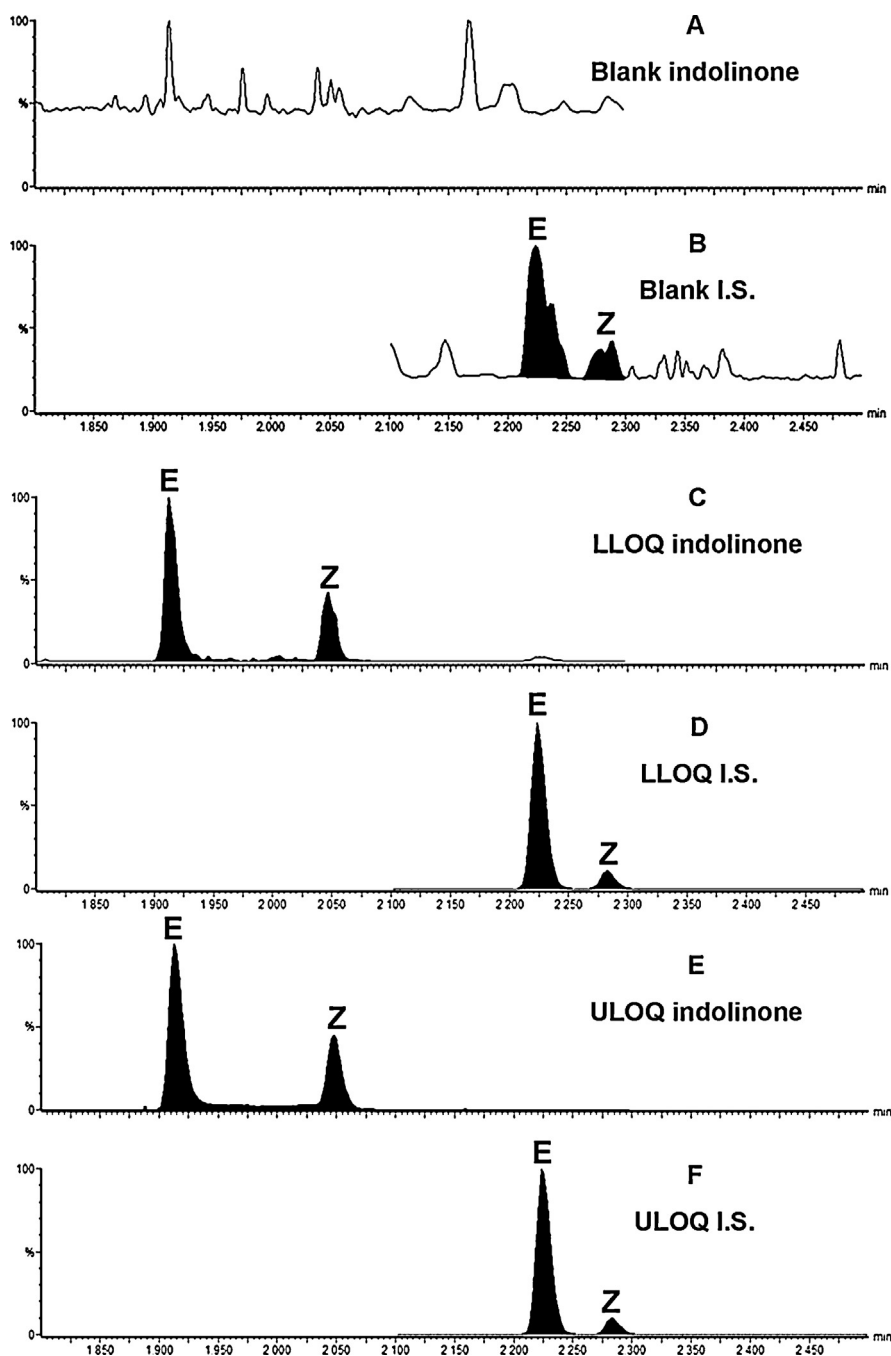 100
A
Blank indolinone
%
0
min
E
100
B
Z
Blank I.S.
%
0
min
1.850 1.900 1.950 2.000 2.050 2.100 2.150 2.200 2.250 2.300 2.350 2.400 2.450
E
100
C
LLOQ indolinone
Z
%
0
E
100
D
LLOQ I.S.
%
Z
0
min
1.850 1.900 1.950 2.000 2.050 2.100 2.150 2.200 2.250 2.300 2.350 2.400 2.450
E
100
E
ULOQ indolinone
Z
%
0
min
E
100
F
ULOQ I.S.
%
Z
0
min
1.850 1.900 1.950 2.000 2.050 2.100 2.150 2.200 2.250 2.300 2.350 2.400 2.450